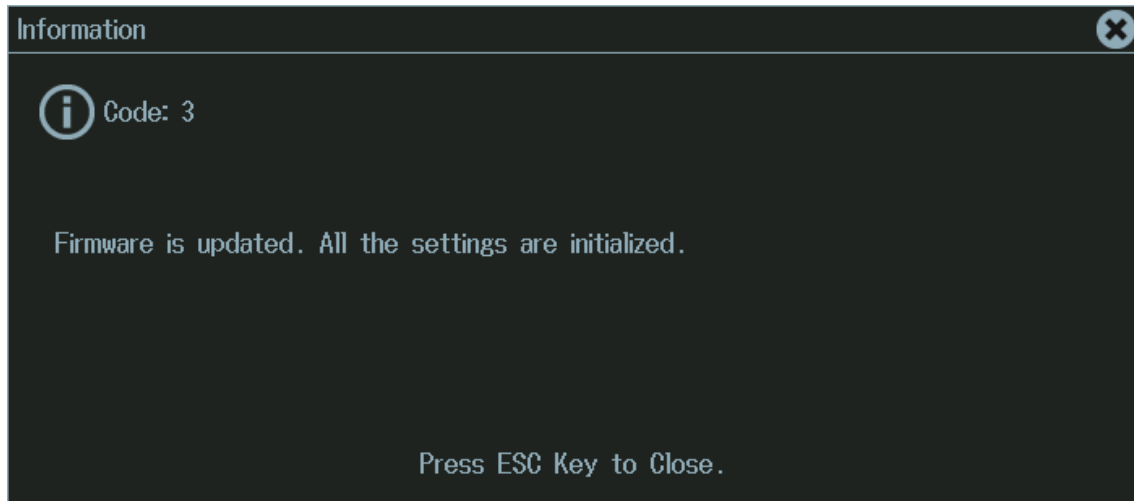 Information
Code: 3
Firmware is updated. All the settings are initialized.
Press ESC Key to Close.